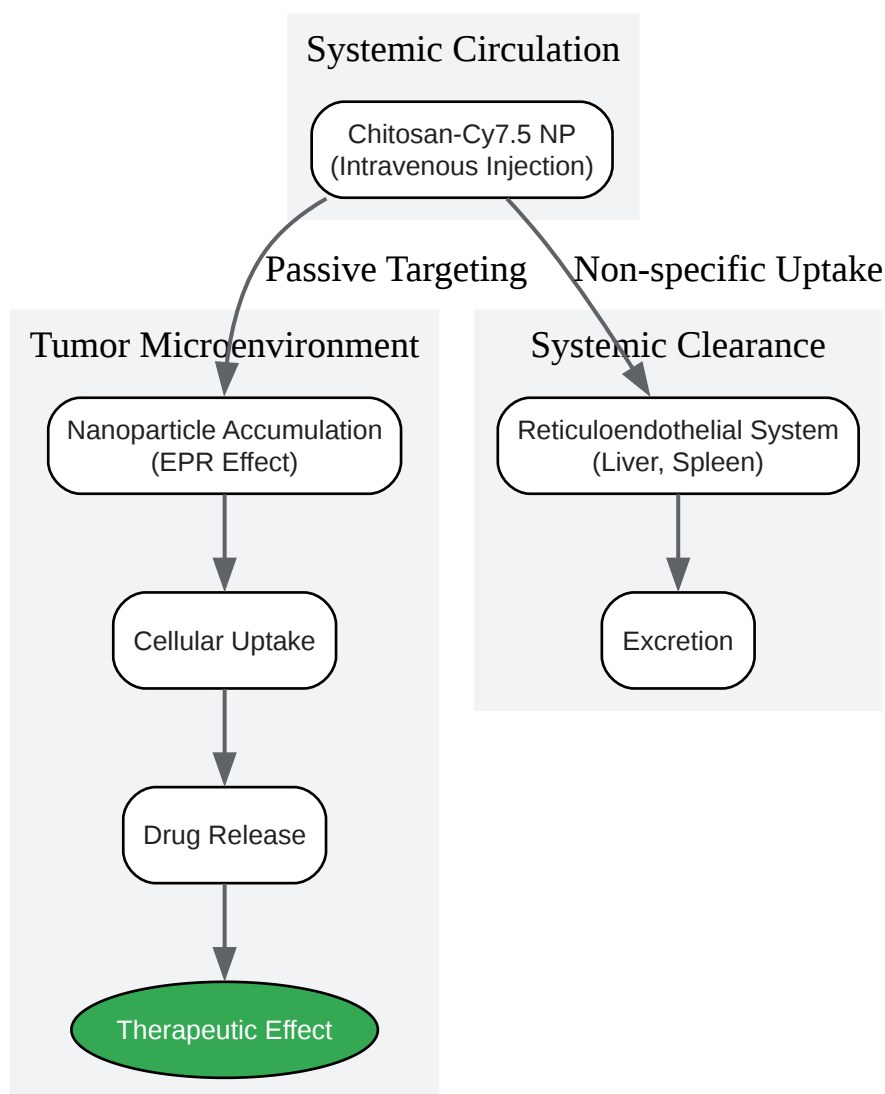 Systemic Circulation
Chitosan-Cy7.5 NP
(Intravenous Injection)
Passive Targeting
Non-specific Uptake
Tumor Microenvironment
Nanoparticle Accumulation
(EPR Effect)
Cellular Uptake
Drug Release
Therapeutic Effect
Systemic Clearance
Reticuloendothelial System
(Liver, Spleen)
Excretion